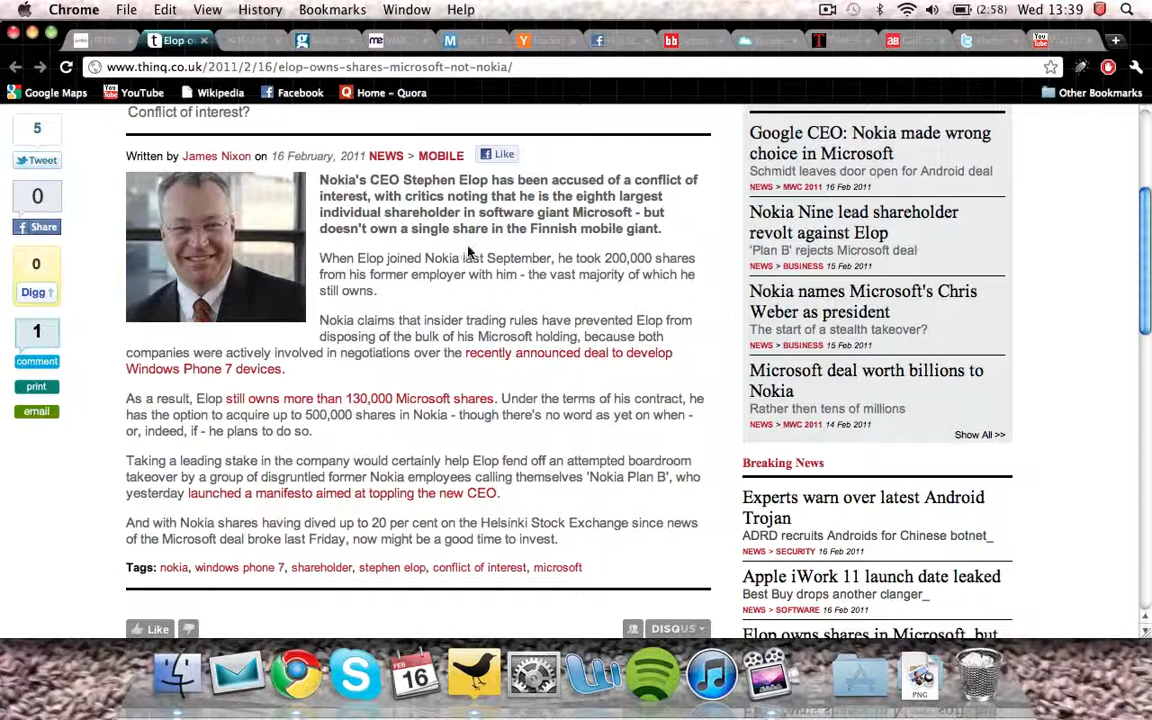 Chrome File Edit View History Bookmarks Window Help (2:58) Wed 13:39
Elop o
www.thinq.co.uk/2011/2/16/elop-owns-shares-microsoft-not-nokia/
Google Maps YouTube Wikipedia Facebook Home – Quora Other Bookmarks
Conflict of interest?
5
Tweet
0
Share
0
Digg
1
comment
print
email
Written by James Nixon on 16 February, 2011 NEWS > MOBILE Like
Nokia's CEO Stephen Elop has been accused of a conflict of
interest, with critics noting that he is the eighth largest
individual shareholder in software giant Microsoft - but
doesn't own a single share in the Finnish mobile giant.
When Elop joined Nokia last September, he took 200,000 shares
from his former employer with him - the vast majority of which he
still owns.
Nokia claims that insider trading rules have prevented Elop from
disposing of the bulk of his Microsoft holding, because both
companies were actively involved in negotiations over the recently announced deal to develop
Windows Phone 7 devices.
As a result, Elop still owns more than 130,000 Microsoft shares. Under the terms of his contract, he
has the option to acquire up to 500,000 shares in Nokia - though there's no word as yet on when -
or, indeed, if - he plans to do so.
Taking a leading stake in the company would certainly help Elop fend off an attempted boardroom
takeover by a group of disgruntled former Nokia employees calling themselves 'Nokia Plan B', who
yesterday launched a manifesto aimed at toppling the new CEO.
And with Nokia shares having dived up to 20 per cent on the Helsinki Stock Exchange since news
of the Microsoft deal broke last Friday, now might be a good time to invest.
Tags: nokia, windows phone 7, shareholder, stephen elop, conflict of interest, microsoft
Like DISQUS
Google CEO: Nokia made wrong
choice in Microsoft
Schmidt leaves door open for Android deal
NEWS > MWC 2011 16 Feb 2011
Nokia Nine lead shareholder
revolt against Elop
'Plan B' rejects Microsoft deal
NEWS > BUSINESS 15 Feb 2011
Nokia names Microsoft's Chris
Weber as president
The start of a stealth takeover?
NEWS > BUSINESS 15 Feb 2011
Microsoft deal worth billions to
Nokia
Rather then tens of millions
NEWS > MWC 2011 14 Feb 2011
Show All >>
Breaking News
Experts warn over latest Android
Trojan
ADRD recruits Androids for Chinese botnet_
NEWS > SECURITY 16 Feb 2011
Apple iWork 11 launch date leaked
Best Buy drops another clanger_
NEWS > SOFTWARE 16 Feb 2011
Elop owns shares in Microsoft, but
FEB
16
PNG